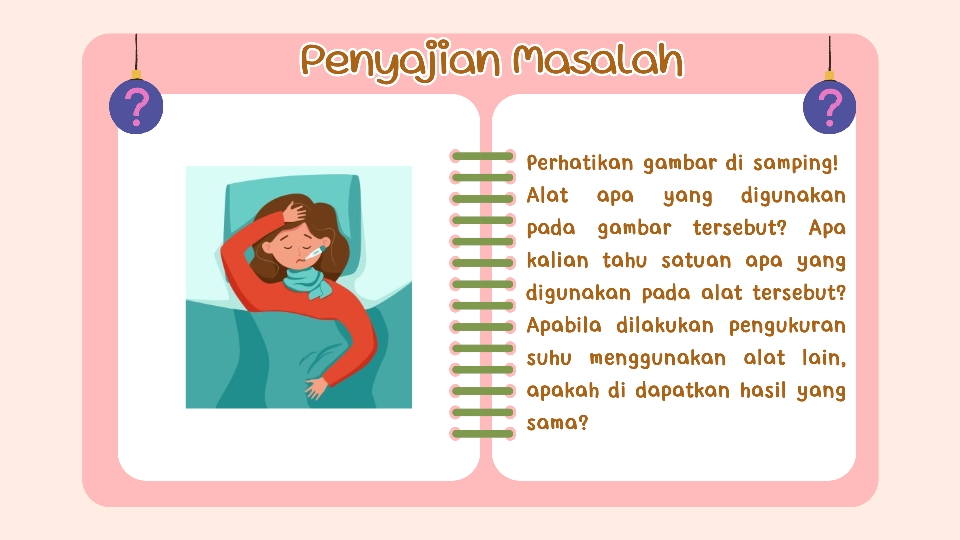 Penyajian Masalah
?
?
Perhatikan gambar di samping!
Alat apa yang digunakan
pada gambar tersebut? Apa
kalian tahu satuan apa yang
digunakan pada alat tersebut?
Apabila dilakukan pengukuran
suhu menggunakan alat lain,
apakah di dapatkan hasil yang
sama?